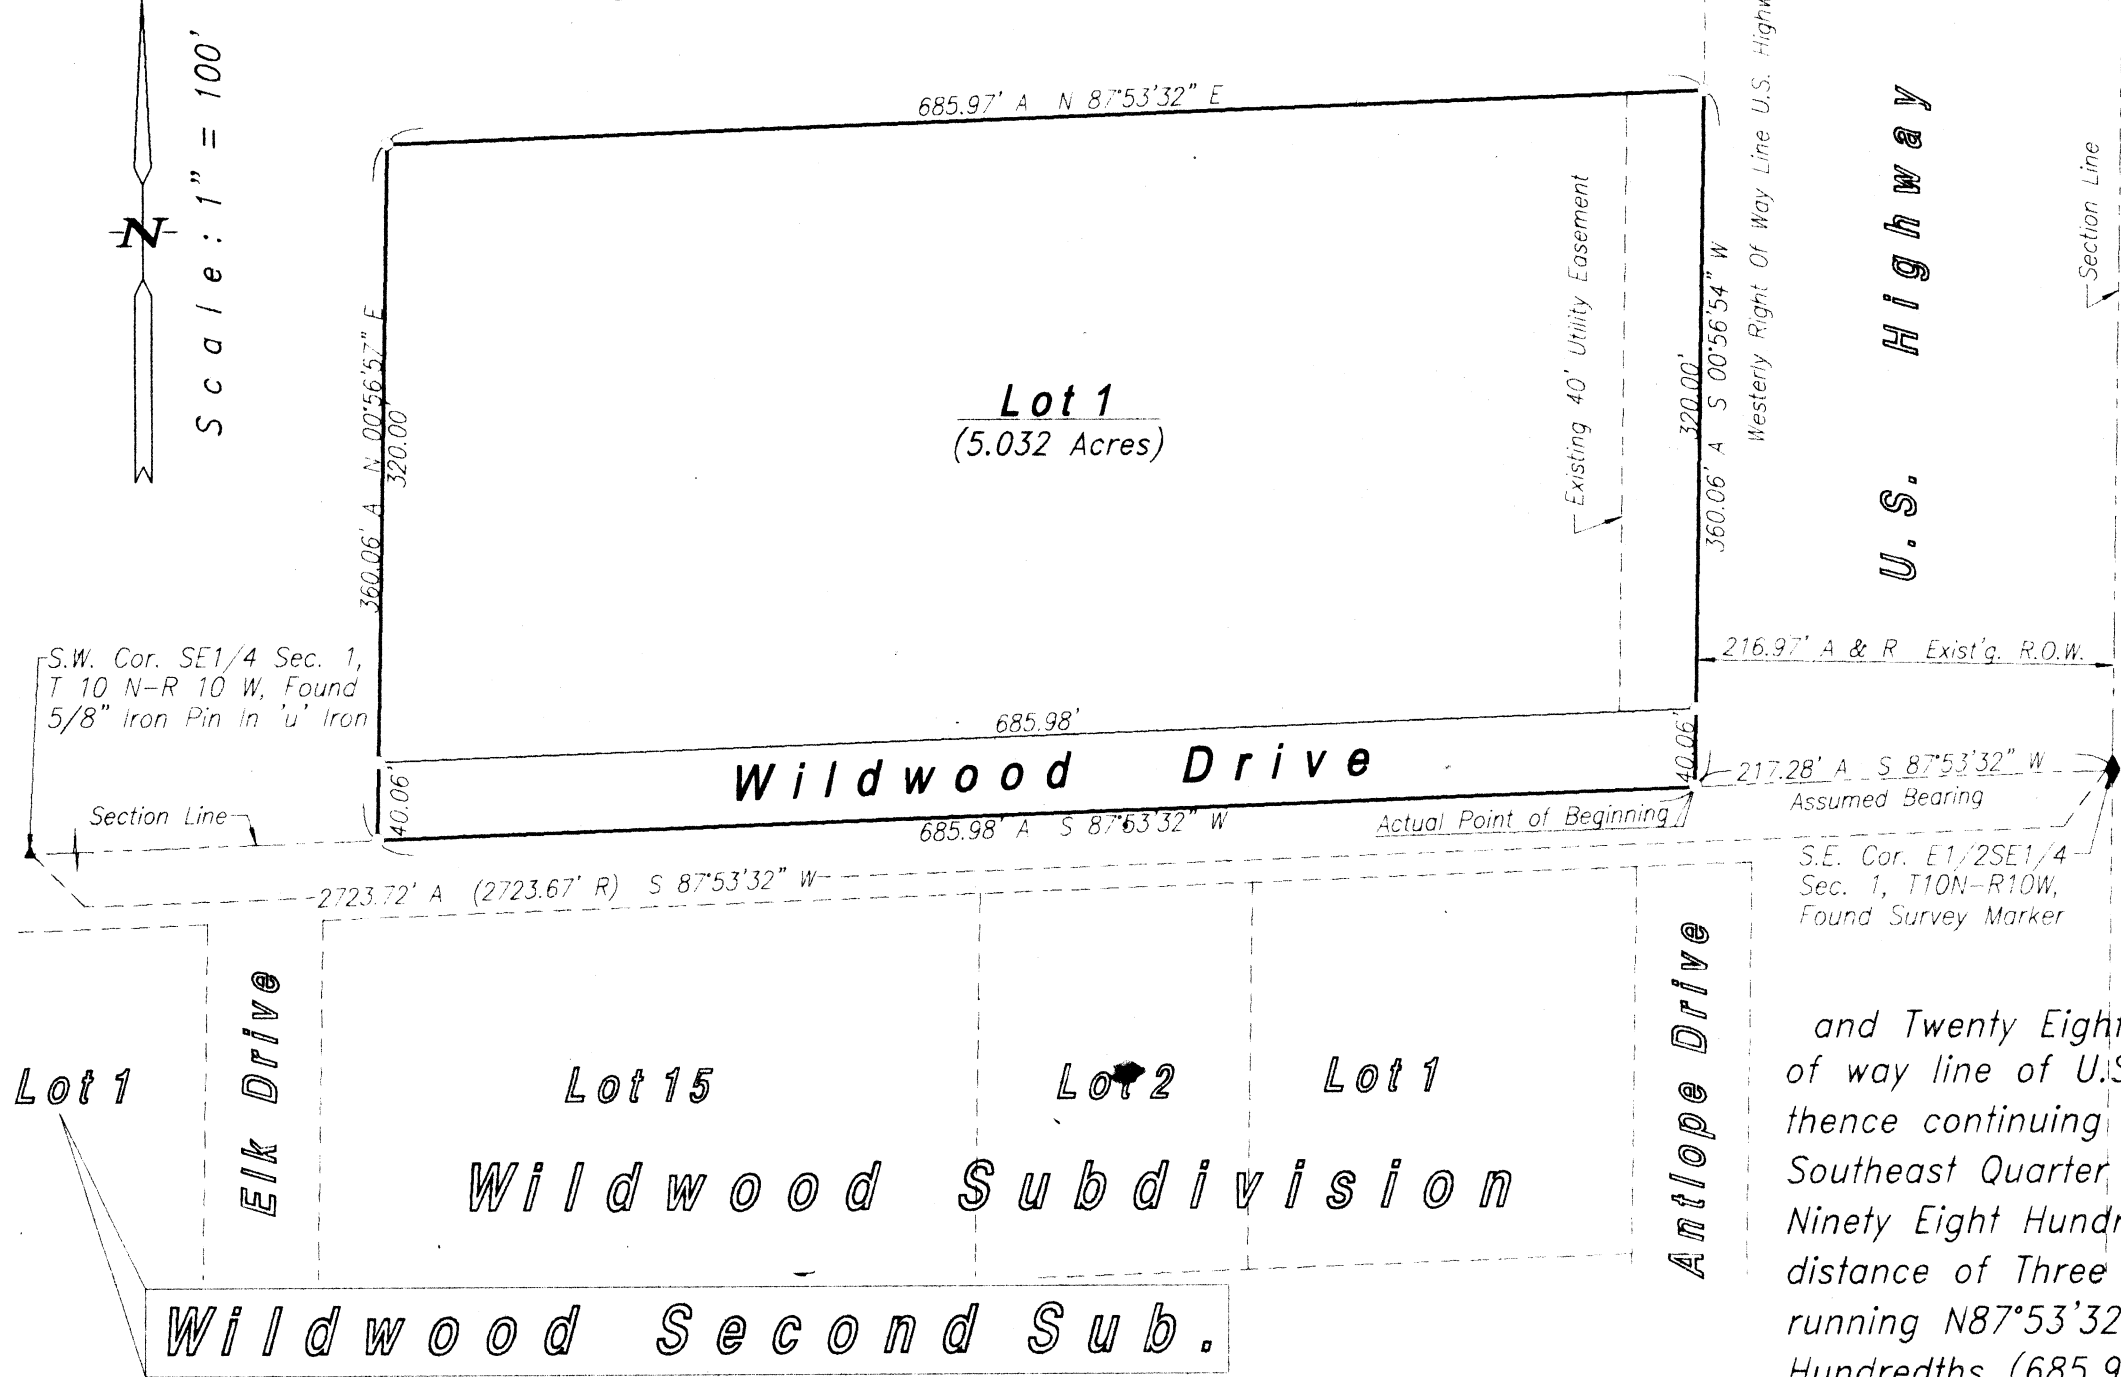 Scale: 1" = 100'
N
685.97' A N 87°53'32" E
Westerly Right Of Way Line U.S.
U.S. Highway
Section Line
360.06' A N 00°56'57" E
320.00'
Lot 1
(5.032 Acres)
Existing 40' Utility Easement
320.00'
360.06' A S 00°56'54" W
216.97' A & R Exist'g. R.O.W.
S.W. Cor. SE1/4 Sec. 1,
T 10 N-R 10 W, Found
5/8" Iron Pin In 'u' Iron
685.98'
Wildwood Drive
40.06'
40.06'
217.28' A S 87°53'32" W
Assumed Bearing
Section Line
685.98' A S 87°53'32" W
Actual Point of Beginning
S.E. Cor. E1/2SE1/4
Sec. 1, T10N-R10W,
Found Survey Marker
2723.72' A (2723.67' R) S 87°53'32" W
Lot 1
Elk Drive
Lot 15
Lot 2
Lot 1
Antlope Drive
Wildwood Subdivision
Wildwood Second Sub.
and Twenty
of way line of
thence continuing
Southeast Quarter
Ninety Eight
distance of Three
running N87°53'32
Hundredths (685.9